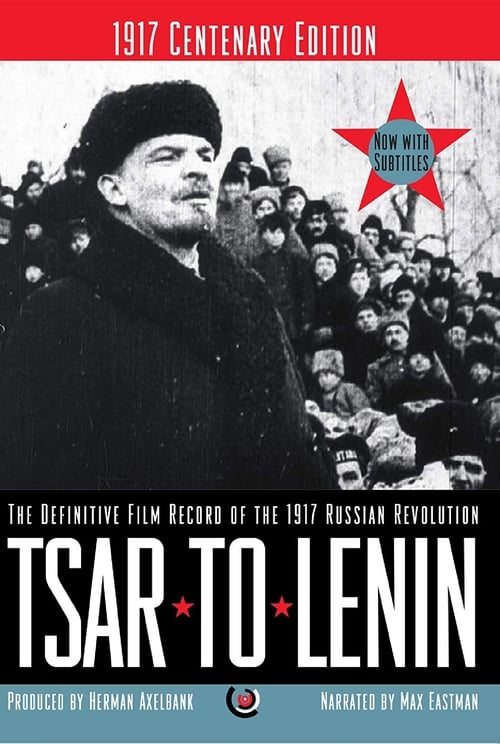 1917 CENTENARY EDITION
NOW WITH
SUBTITLES
THE DEFINITIVE FILM RECORD OF THE 1917 RUSSIAN REVOLUTION
TSAR★TO★LENIN
PRODUCED BY HERMAN AXELBANK
NARRATED BY MAX EASTMAN